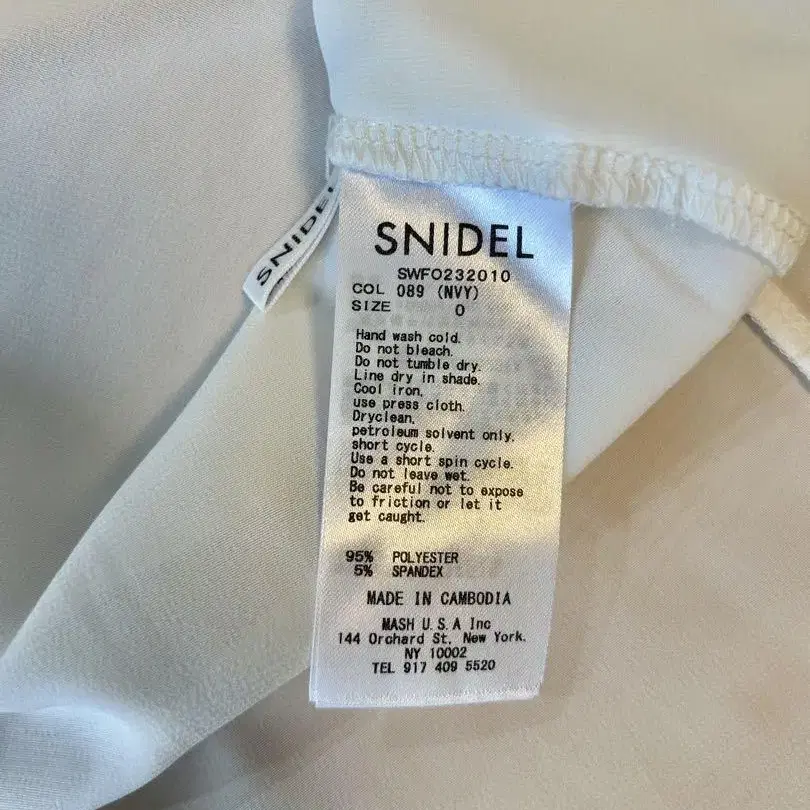 SNIDEL
SNIDEL
SWFO232010
COL 089 (NVY)
SIZE 0
Hand wash cold.
Do not bleach.
Do not tumble dry.
Line dry in shade.
Cool iron.
use press cloth.
Dryclean,
petroleum solvent only,
short cycle.
Use a short spin cycle.
Do not leave wet.
Be careful not to expose
to friction or let it
get caught.
95% POLYESTER
5% SPANDEX
MADE IN CAMBODIA
MASH U.S.A Inc
144 Orchard St, New York,
NY 10002
TEL 917 409 5520